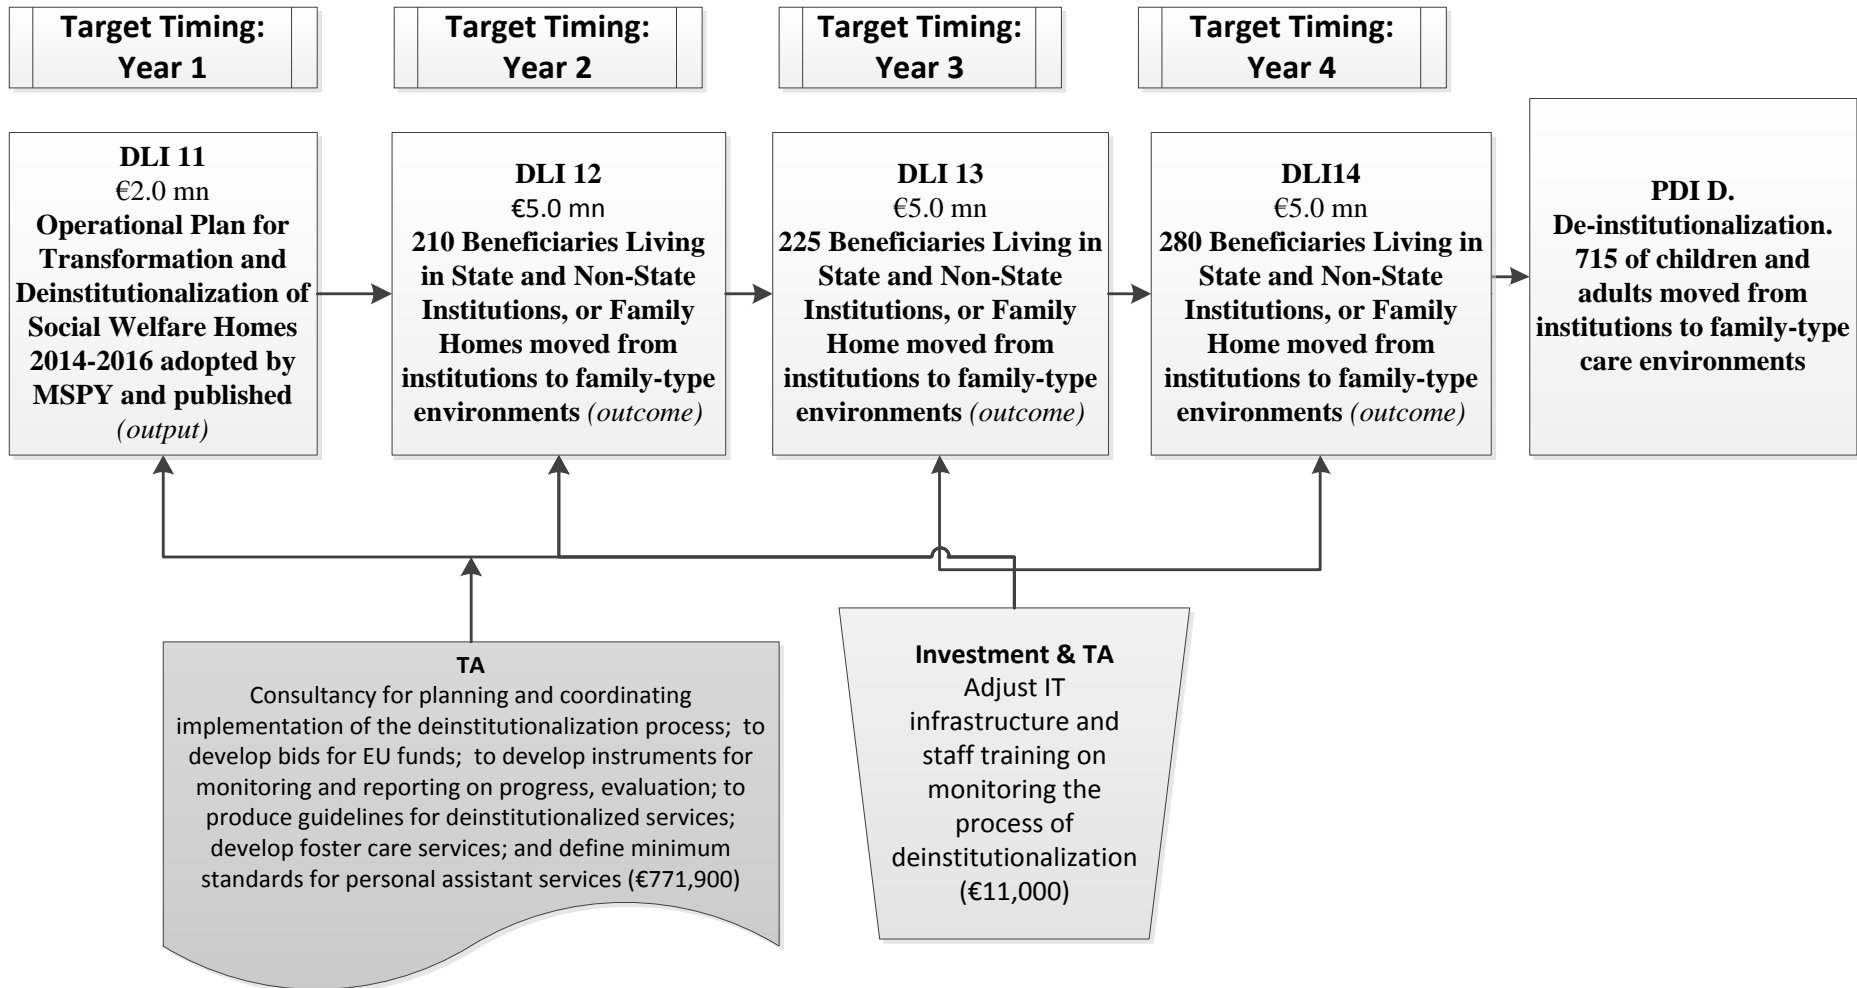 Target Timing:
Year 1
Target Timing:
Year 2
Target Timing:
Year 3
Target Timing:
Year 4
DLI 11
€2.0 mn
Operational Plan for
Transformation and
Deinstitutionalization of
Social Welfare Homes
2014-2016 adopted by
MSPY and published
(output)
DLI 12
€5.0 mn
210 Beneficiaries Living
in State and Non-State
Institutions, or Family
Homes moved from
institutions to family-type
environments (outcome)
DLI 13
€5.0 mn
225 Beneficiaries Living in
State and Non-State
Institutions, or Family
Home moved from
institutions to family-type
environments (outcome)
DLI14
€5.0 mn
280 Beneficiaries Living in
State and Non-State
Institutions, or Family
Home moved from
institutions to family-type
environments (outcome)
PDI D.
De-institutionalization.
715 of children and
adults moved from
institutions to family-type
care environments
TA
Consultancy for planning and coordinating
implementation of the deinstitutionalization process;  to
develop bids for EU funds;  to develop instruments for
monitoring and reporting on progress, evaluation; to
produce guidelines for deinstitutionalized services;
develop foster care services; and define minimum
standards for personal assistant services (€771,900)
Investment & TA
Adjust IT
infrastructure and
staff training on
monitoring the
process of
deinstitutionalization
(€11,000)